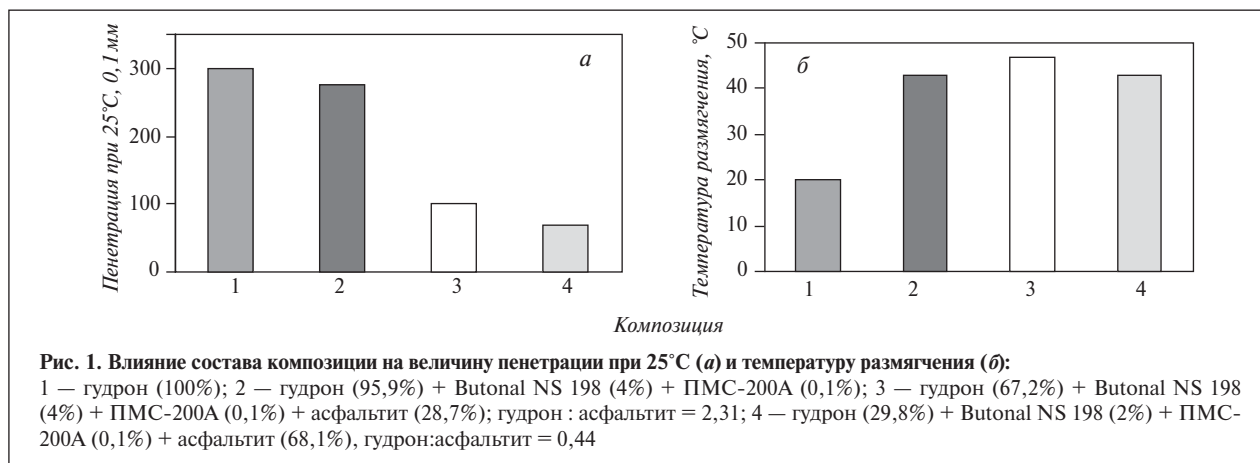 Пенетрация при 25°С, 0,1 мм
300
200
100
0
а
1 2 3 4
Температура размягчения, °С
50
40
30
20
10
0
б
1 2 3 4
Композиция
Рис. 1. Влияние состава композиции на величину пенетрации при 25°С (а) и температуру размягчения (б):
1 — гудрон (100%); 2 — гудрон (95,9%) + Butonal NS 198 (4%) + ПМС-200А (0,1%); 3 — гудрон (67,2%) + Butonal NS 198
(4%) + ПМС-200А (0,1%) + асфальтит (28,7%); гудрон : асфальтит = 2,31; 4 — гудрон (29,8%) + Butonal NS 198 (2%) + ПМС-
200А (0,1%) + асфальтит (68,1%), гудрон:асфальтит = 0,44